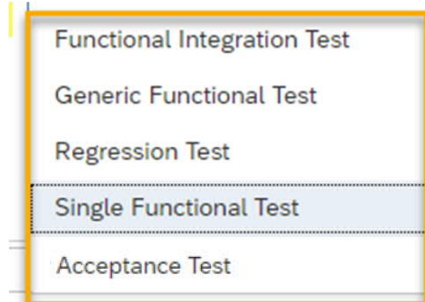 Functional Integration Test
Generic Functional Test
Regression Test
Single Functional Test
Acceptance Test